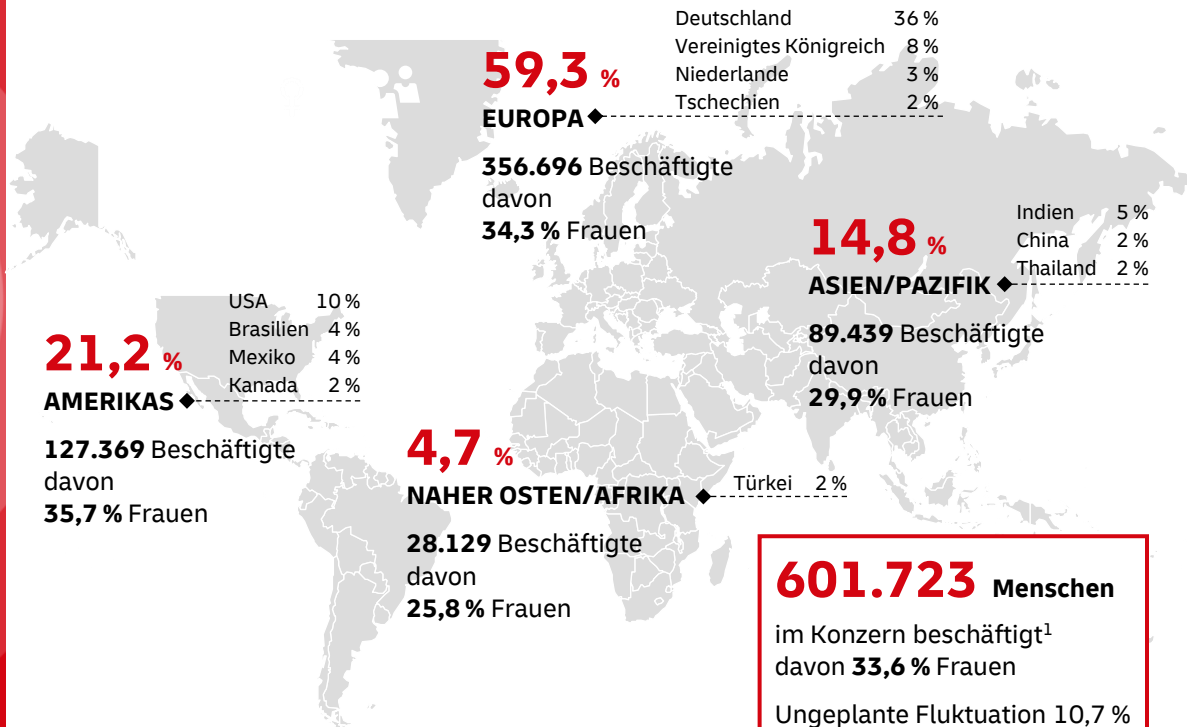 59,3 %
EUROPA
Deutschland 36 %
Vereinigtes Königreich 8 %
Niederlande 3 %
Tschechien 2 %
356.696 Beschäftigte
davon
34,3 % Frauen
14,8 %
ASIEN/PAZIFIK
Indien 5 %
China 2 %
Thailand 2 %
89.439 Beschäftigte
davon
29,9 % Frauen
21,2 %
AMERIKAS
USA 10 %
Brasilien 4 %
Mexiko 4 %
Kanada 2 %
127.369 Beschäftigte
davon
35,7 % Frauen
4,7 %
NAHER OSTEN/AFRIKA
Türkei 2 %
28.129 Beschäftigte
davon
25,8 % Frauen
601.723 Menschen
im Konzern beschäftigt¹
davon 33,6 % Frauen
Ungeplante Fluktuation 10,7 %